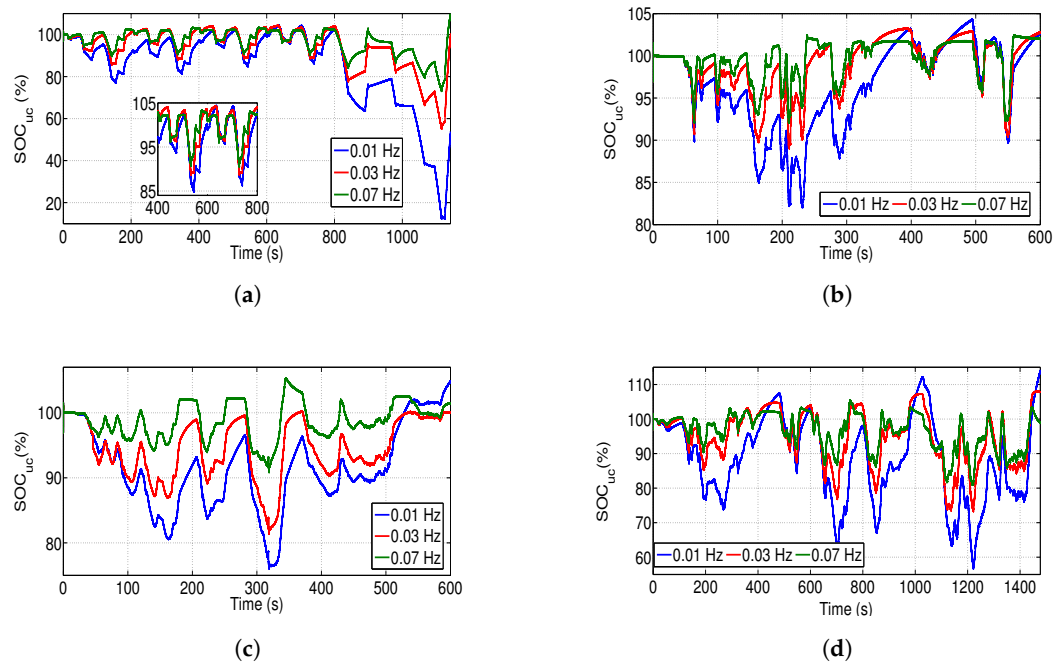 100
80
60
40
20
SOC_uc (%)
0 200 400 600 800 1000
Time (s)
105
95
85
400 500 600 700 800
0.01 Hz
0.03 Hz
0.07 Hz
(a)
105
100
95
90
85
80
SOC_uc (%)
0 100 200 300 400 500 600
Time (s)
0.01 Hz 0.03 Hz 0.07 Hz
(b)
100
90
80
SOC_uc (%)
0 100 200 300 400 500 600
Time (s)
0.01 Hz
0.03 Hz
0.07 Hz
(c)
110
100
90
80
70
60
SOC_uc(%)
0 200 400 600 800 1000 1200 1400
Time (s)
0.01 Hz 0.03 Hz 0.07 Hz
(d)